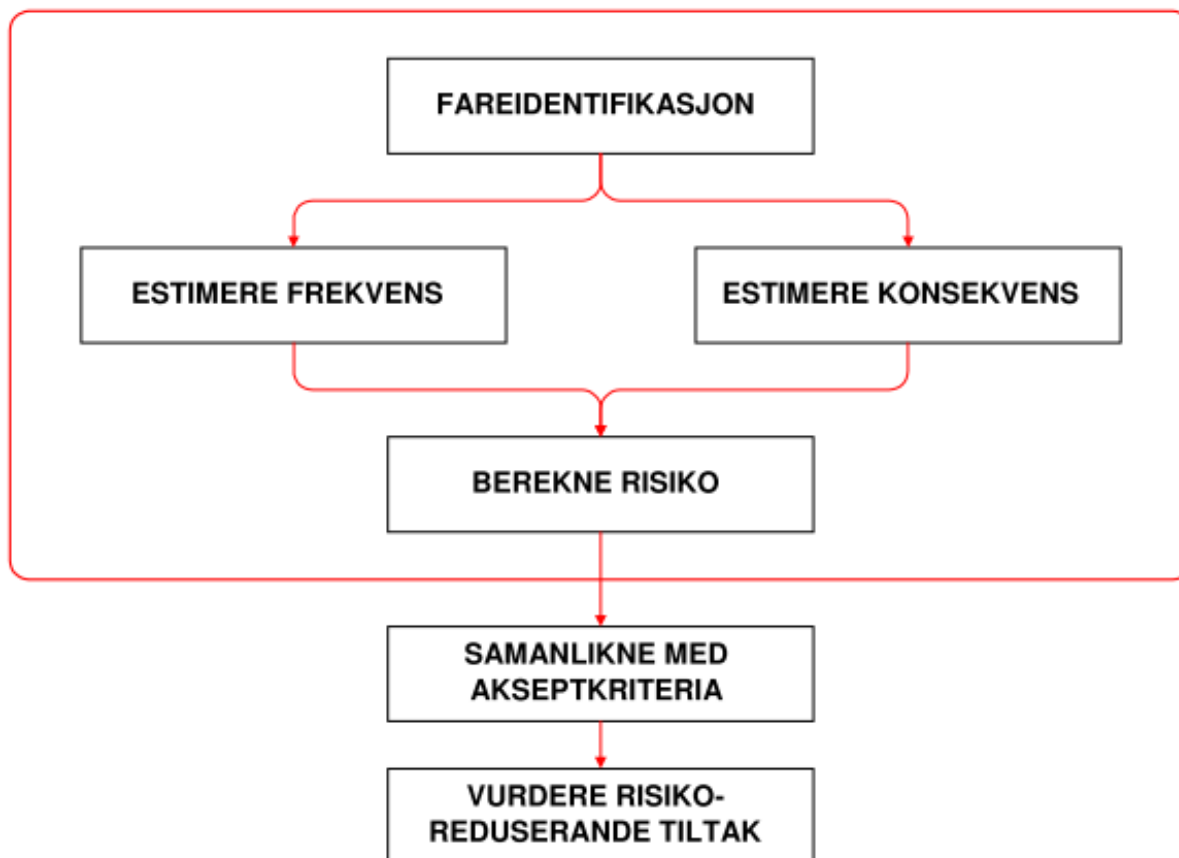 FAREIDENTIFIKASJON
ESTIMERE FREKVENS
ESTIMERE KONSEKVENS
BEREKNE RISIKO
SAMANLIKNE MED
AKSEPTKRITERIA
VURDERE RISIKO-
REDUSERANDE TILTAK